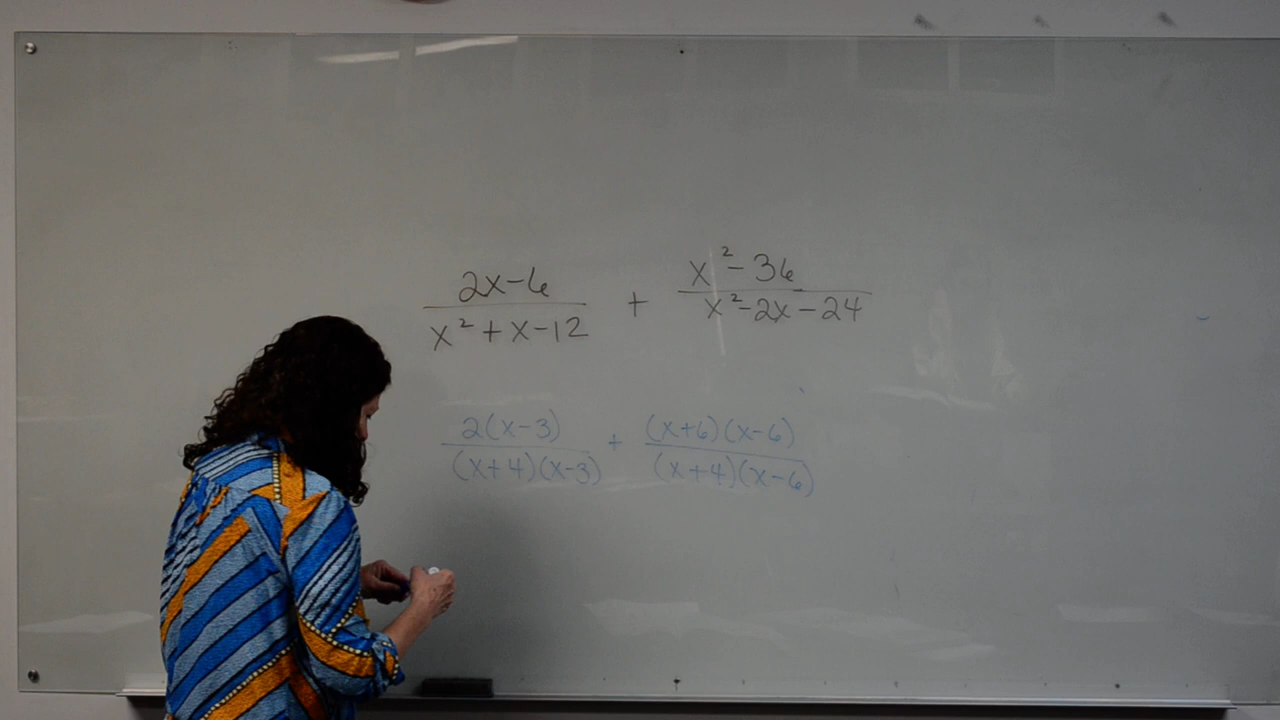 2x-6
x²+x-12
+
x²-36
x²-2x-24
2(x-3)
(x+4)(x-3)
+
(x+6)(x-6)
(x+4)(x-6)